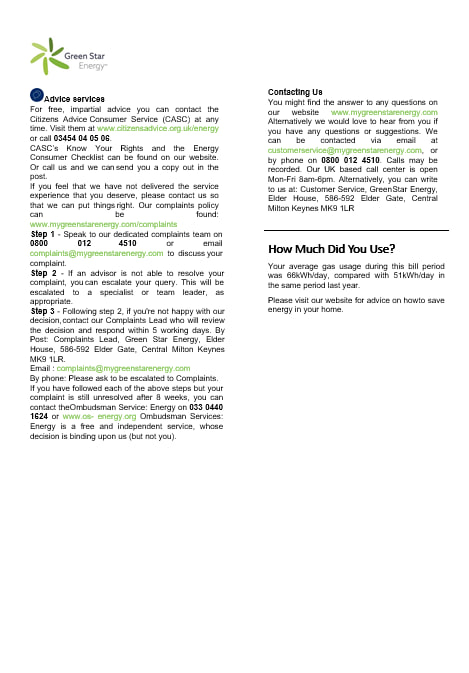 Green Star
Energy™
Advice services
For free, impartial advice you can contact the
Citizens Advice Consumer Service (CASC) at any
time. Visit them at www.citizensadvice.org.uk/energy
or call 03454 04 05 06.
CASC's Know Your Rights and the Energy
Consumer Checklist can be found on our website.
Or call us and we can send you a copy out in the
post.
If you feel that we have not delivered the service
experience that you deserve, please contact us so
that we can put things right. Our complaints policy
can be found:
www.mygreenstarenergy.com/complaints
Step 1 - Speak to our dedicated complaints team on
0800 012 4510 or email
complaints@mygreenstarenergy.com to discuss your
complaint.
Step 2 - If an advisor is not able to resolve your
complaint, you can escalate your query. This will be
escalated to a specialist or team leader, as
appropriate.
Step 3 - Following step 2, if you're not happy with our
decision, contact our Complaints Lead who will review
the decision and respond within 5 working days. By
Post: Complaints Lead, Green Star Energy, Elder
House, 586-592 Elder Gate, Central Milton Keynes
MK9 1LR.
Email : complaints@mygreenstarenergy.com
By phone: Please ask to be escalated to Complaints.
If you have followed each of the above steps but your
complaint is still unresolved after 8 weeks, you can
contact theOmbudsman Service: Energy on 033 0440
1624 or www.os- energy.org Ombudsman Services:
Energy is a free and independent service, whose
decision is binding upon us (but not you).
Contacting Us
You might find the answer to any questions on
our website www.mygreenstarenergy.com
Alternatively we would love to hear from you if
you have any questions or suggestions. We
can be contacted via email at
customerservice@mygreenstarenergy.com, or
by phone on 0800 012 4510. Calls may be
recorded. Our UK based call center is open
Mon-Fri 8am-6pm. Alternatively, you can write
to us at: Customer Service, GreenStar Energy,
Elder House, 586-592 Elder Gate, Central
Milton Keynes MK9 1LR
How Much Did You Use?
Your average gas usage during this bill period
was 66kWh/day, compared with 51kWh/day in
the same period last year.
Please visit our website for advice on howto save
energy in your home.